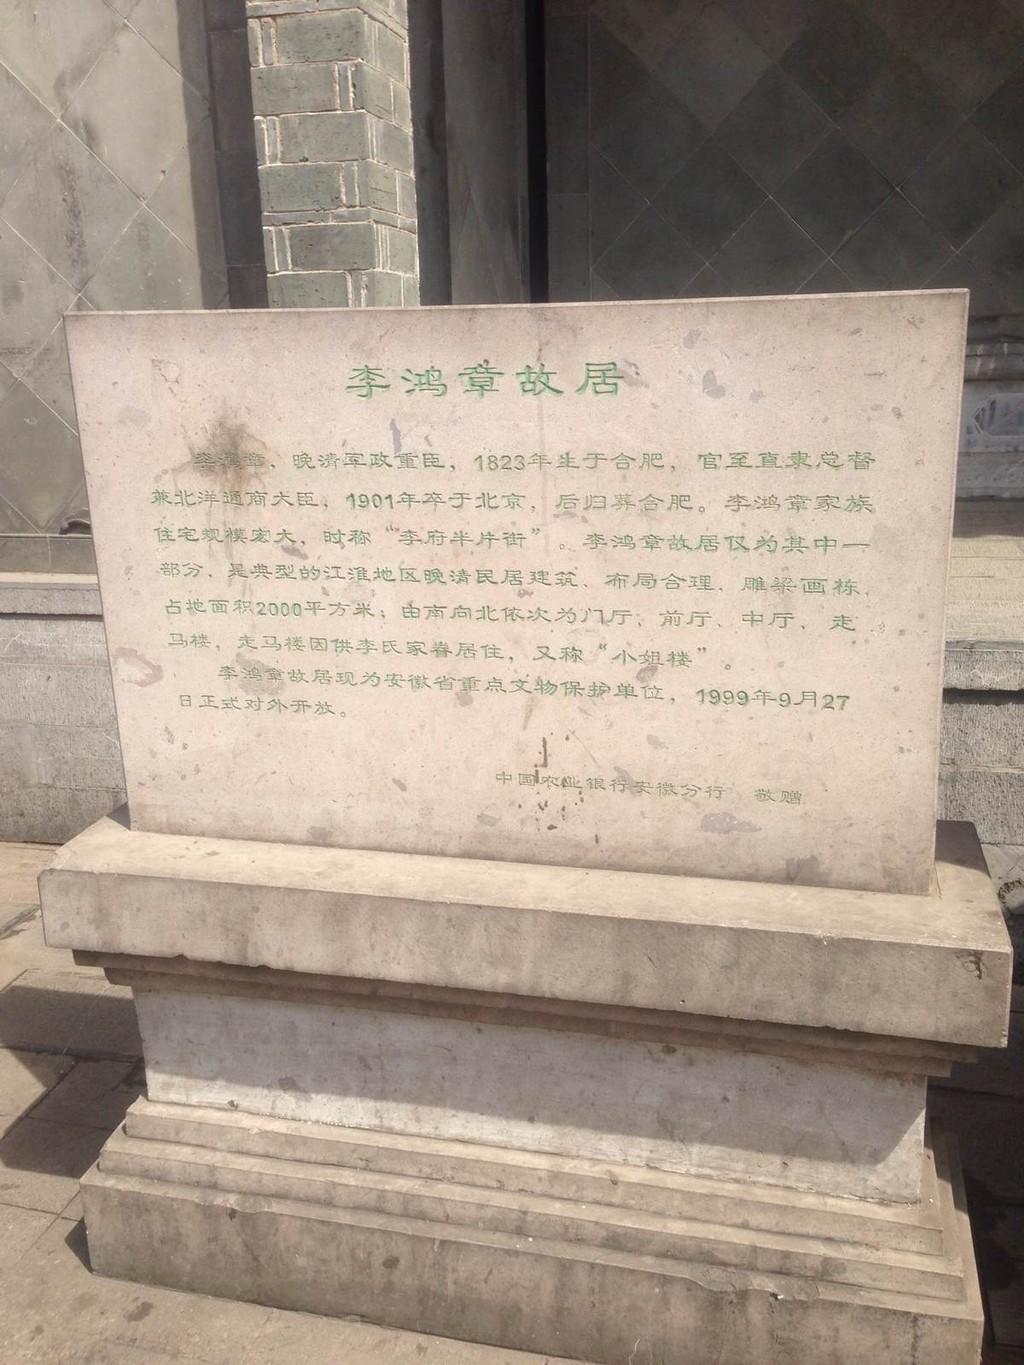 李鸿章故居
李鸿章、晚清军政重臣，1823年生于合肥，官至直隶总督
兼北洋通商大臣，1901年卒于北京，后归葬合肥。李鸿章家族
住宅规模宏大，时称“李府半片街”。李鸿章故居仅为其中一
部分、是典型的江淮地区晚清民居建筑、布局合理、雕梁画栋，
占地面积2000平方米；由南向北依次为门厅、前厅、中厅、走
马楼，走马楼因供李氏家眷居住，又称“小姐楼”。
李鸿章故居现为安徽省重点文物保护单位，1999年9月27
日正式对外开放。
中国农业银行安徽分行 敬赠